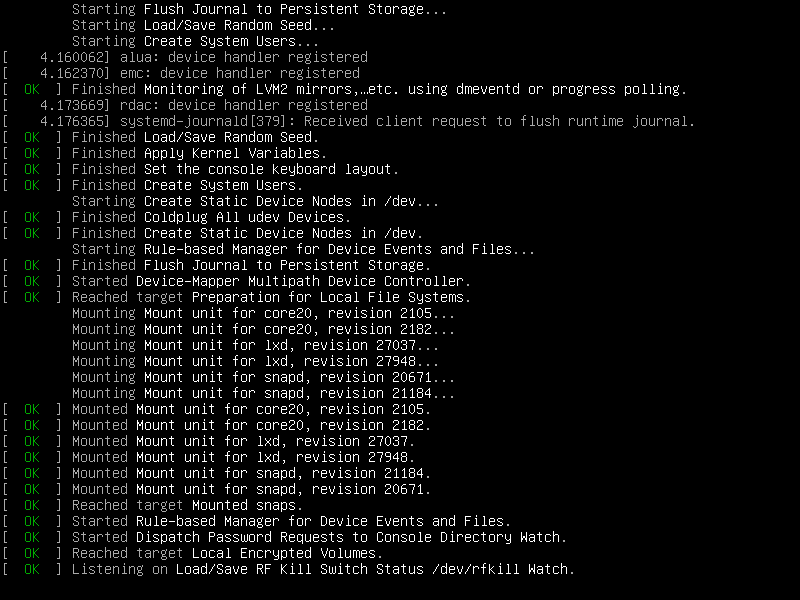 Starting Flush Journal to Persistent Storage...
Starting Load/Save Random Seed...
Starting Create System Users...
[    4.160062] alua: device handler registered
[    4.162370] emc: device handler registered
[  OK  ] Finished Monitoring of LVM2 mirrors,…etc. using dmeventd or progress polling.
[    4.173669] rdac: device handler registered
[    4.176365] systemd-journald[379]: Received client request to flush runtime journal.
[  OK  ] Finished Load/Save Random Seed.
[  OK  ] Finished Apply Kernel Variables.
[  OK  ] Finished Set the console keyboard layout.
[  OK  ] Finished Create System Users.
Starting Create Static Device Nodes in /dev...
[  OK  ] Finished Coldplug All udev Devices.
[  OK  ] Finished Create Static Device Nodes in /dev.
Starting Rule-based Manager for Device Events and Files...
[  OK  ] Finished Flush Journal to Persistent Storage.
[  OK  ] Started Device-Mapper Multipath Device Controller.
[  OK  ] Reached target Preparation for Local File Systems.
Mounting Mount unit for core20, revision 2105...
Mounting Mount unit for core20, revision 2182...
Mounting Mount unit for lxd, revision 27037...
Mounting Mount unit for lxd, revision 27948...
Mounting Mount unit for snapd, revision 20671...
Mounting Mount unit for snapd, revision 21184...
[  OK  ] Mounted Mount unit for core20, revision 2105.
[  OK  ] Mounted Mount unit for core20, revision 2182.
[  OK  ] Mounted Mount unit for lxd, revision 27037.
[  OK  ] Mounted Mount unit for lxd, revision 27948.
[  OK  ] Mounted Mount unit for snapd, revision 21184.
[  OK  ] Mounted Mount unit for snapd, revision 20671.
[  OK  ] Reached target Mounted snaps.
[  OK  ] Started Rule-based Manager for Device Events and Files.
[  OK  ] Started Dispatch Password Requests to Console Directory Watch.
[  OK  ] Reached target Local Encrypted Volumes.
[  OK  ] Listening on Load/Save RF Kill Switch Status /dev/rfkill Watch.